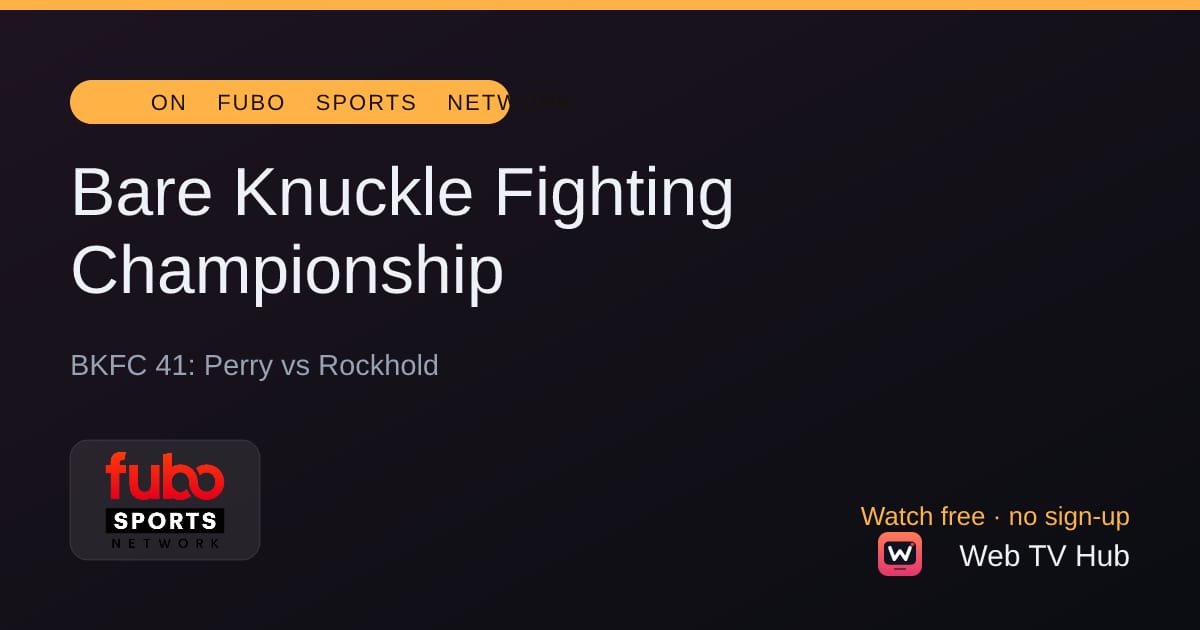 ON FUBO SPORTS NETWORK
Bare Knuckle Fighting
Championship
BKFC 41: Perry vs Rockhold
fubo
SPORTS
NETWORK
Watch free · no sign-up
W Web TV Hub